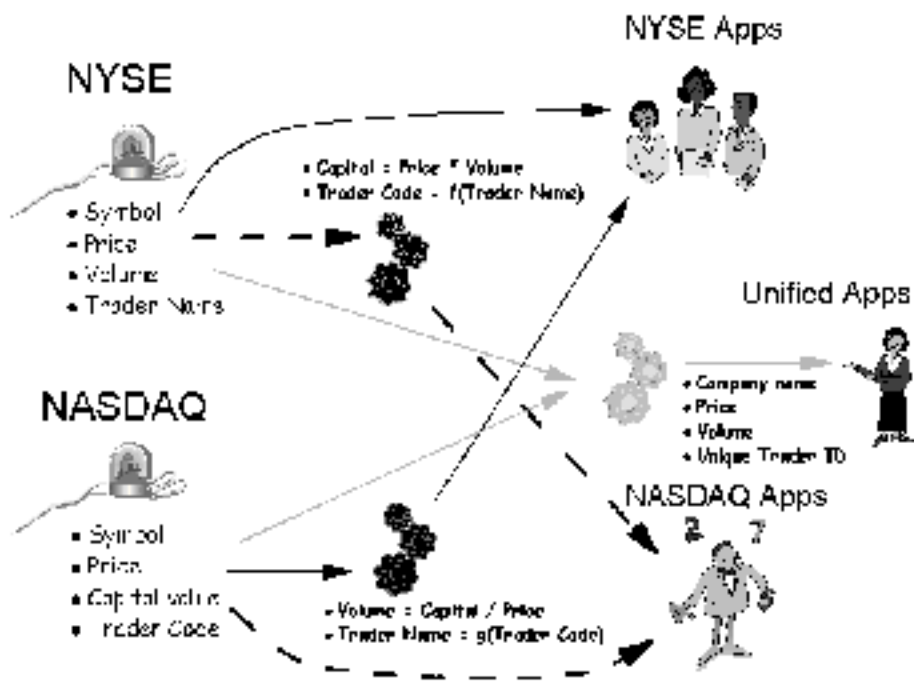 NYSE Apps
NYSE
• Capital = Price * Volume
• Trader Code = f(Trader Name)
• Symbol
• Price
• Volume
• Trader Name
Unified Apps
• Company name
• Price
• Volume
• Unique Trader ID
NASDAQ
NASDAQ Apps
• Symbol
• Price
• Capital value
• Trader Code
• Volume = Capital / Price
• Trader Name = g(Trader Code)
2 7